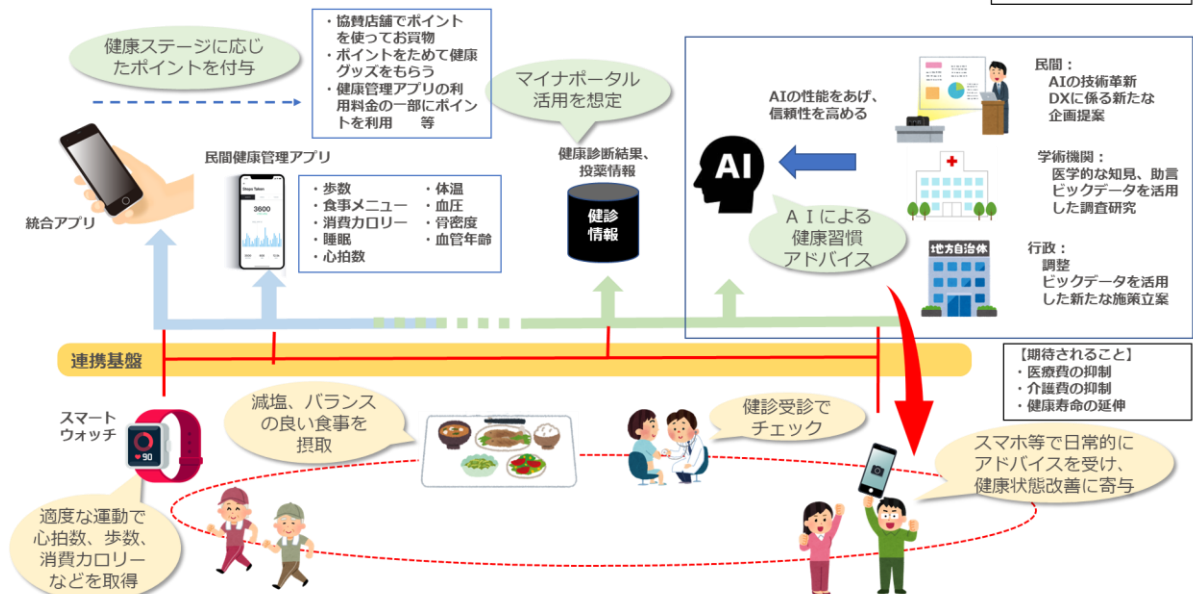 健康ステージに応じ
たポイントを付与
・協賛店舗でポイント
を使ってお買物
・ポイントをためて健康
グッズをもらう
・健康管理アプリの利
用料金の一部にポイン
トを利用　等
マイナポータル
活用を想定
健康診断結果、
投薬情報
健診
情報
AIの性能をあげ、
信頼性を高める
AI
ＡＩによる
健康習慣
アドバイス
民間：
AIの技術革新
DXに係る新たな
企画提案
学術機関：
医学的な知見、助言
ビックデータを活用
した調査研究
地方自治体
行政：
調整
ビックデータを活用
した新たな施策立案
統合アプリ
民間健康管理アプリ
・歩数
・食事メニュー
・消費カロリー
・睡眠
・心拍数
・体温
・血圧
・骨密度
・血管年齢
連携基盤
【期待されること】
・医療費の抑制
・介護費の抑制
・健康寿命の延伸
スマート
ウォッチ
90
減塩、バランス
の良い食事を
摂取
健診受診で
チェック
スマホ等で日常的に
アドバイスを受け、
健康状態改善に寄与
適度な運動で
心拍数、歩数、
消費カロリー
などを取得